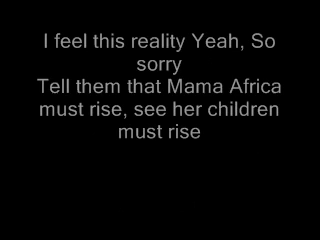 I feel this reality Yeah, So
sorry
Tell them that Mama Africa
must rise, see her children
must rise